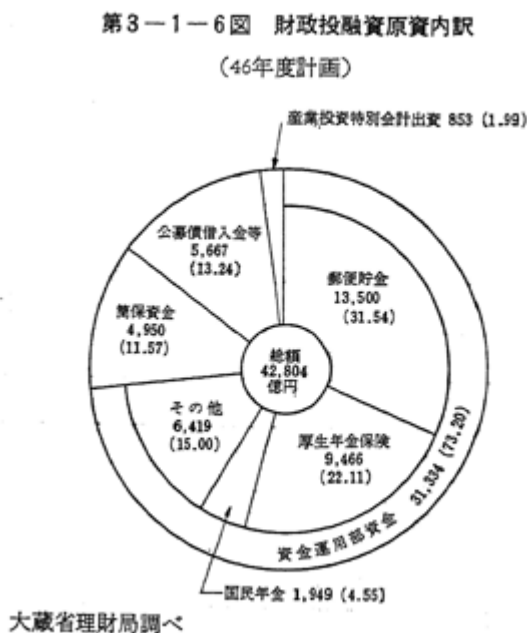 第3－1－6図 財政投融資原資内訳
(46年度計画)
産業投資特別会計出資 853 (1.99)
公募債借入金等
5,667
(13.24)
郵便貯金
13,500
(31.54)
簡保資金
4,950
(11.57)
総額
42,804
億円
その他
6,419
(15.00)
厚生年金保険
9,466
(22.11)
資金運用部資金 31,334 (73.20)
国民年金 1,949 (4.55)
大蔵省理財局調べ